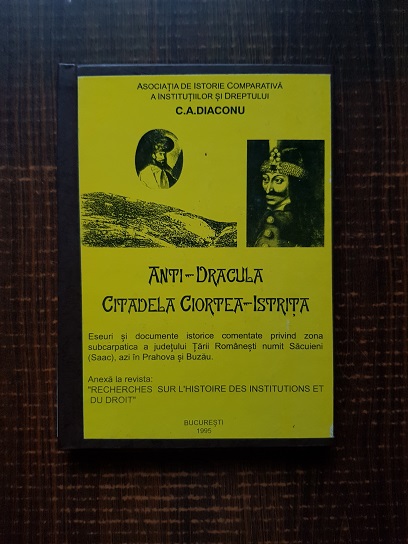 ASOCIAȚIA DE ISTORIE COMPARATIVĂ
A INSTITUȚIILOR ȘI DREPTULUI
C.A.DIACONU
ANTI-DRACULA
CITADELA CIORTEA-ISTRIȚA
Eseuri și documente istorice comentate privind zona
subcarpatica a județului Țării Românești numit Săcuieni
(Saac), azi în Prahova și Buzău.
Anexă la revista:
"RECHERCHES SUR L'HISTOIRE DES INSTITUTIONS ET
DU DROIT"
BUCUREȘTI
1995